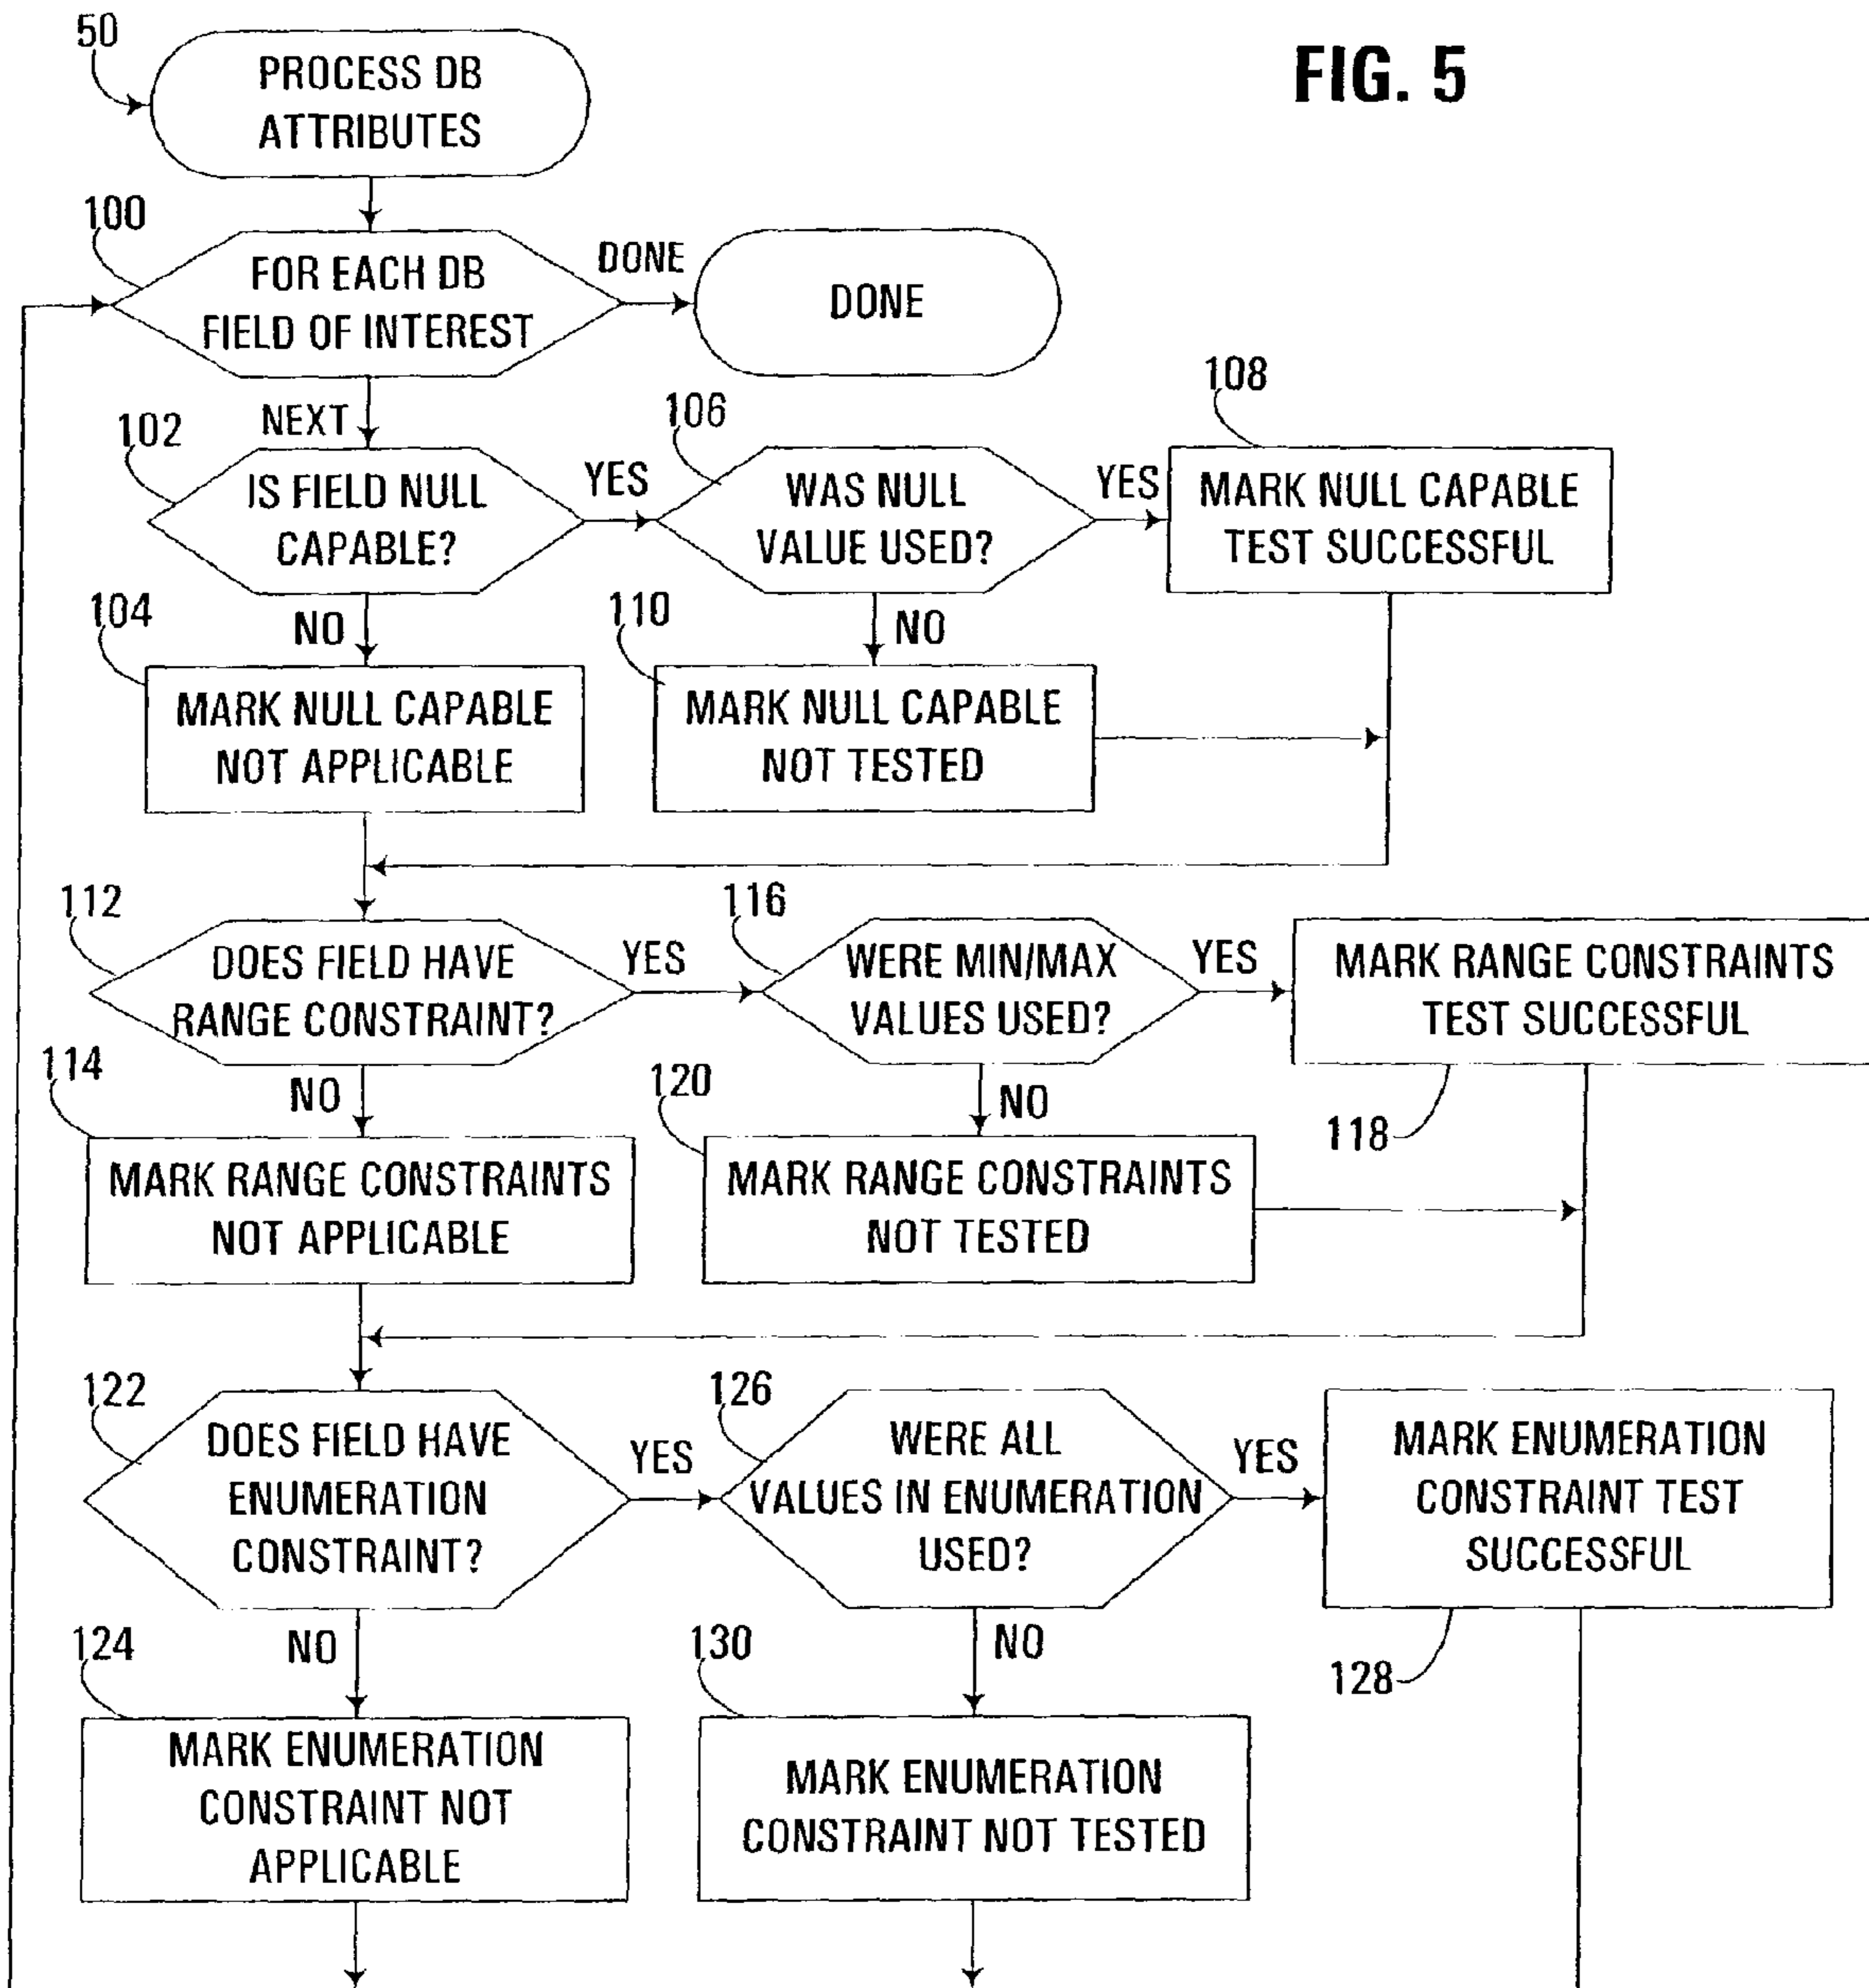 FIG. 5
50
PROCESS DB
ATTRIBUTES
100
FOR EACH DB
FIELD OF INTEREST
DONE
DONE
NEXT
102
IS FIELD NULL
CAPABLE?
YES
106
WAS NULL
VALUE USED?
YES
108
MARK NULL CAPABLE
TEST SUCCESSFUL
NO
104
MARK NULL CAPABLE
NOT APPLICABLE
NO
110
MARK NULL CAPABLE
NOT TESTED
112
DOES FIELD HAVE
RANGE CONSTRAINT?
YES
116
WERE MIN/MAX
VALUES USED?
YES
MARK RANGE CONSTRAINTS
TEST SUCCESSFUL
118
NO
114
MARK RANGE CONSTRAINTS
NOT APPLICABLE
NO
120
MARK RANGE CONSTRAINTS
NOT TESTED
122
DOES FIELD HAVE
ENUMERATION
CONSTRAINT?
YES
126
WERE ALL
VALUES IN ENUMERATION
USED?
YES
MARK ENUMERATION
CONSTRAINT TEST
SUCCESSFUL
128
NO
124
MARK ENUMERATION
CONSTRAINT NOT
APPLICABLE
NO
130
MARK ENUMERATION
CONSTRAINT NOT TESTED